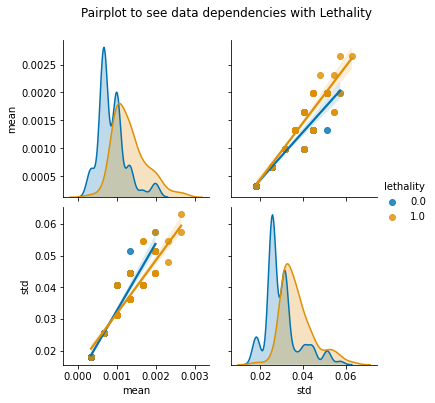 Pairplot to see data dependencies with Lethality
0.0025
0.0020
0.0015
0.0010
0.0005
mean
lethality
0.0
1.0
0.06
0.05
0.04
0.03
0.02
std
0.000 0.001 0.002 0.003
mean
0.02 0.04 0.06
std